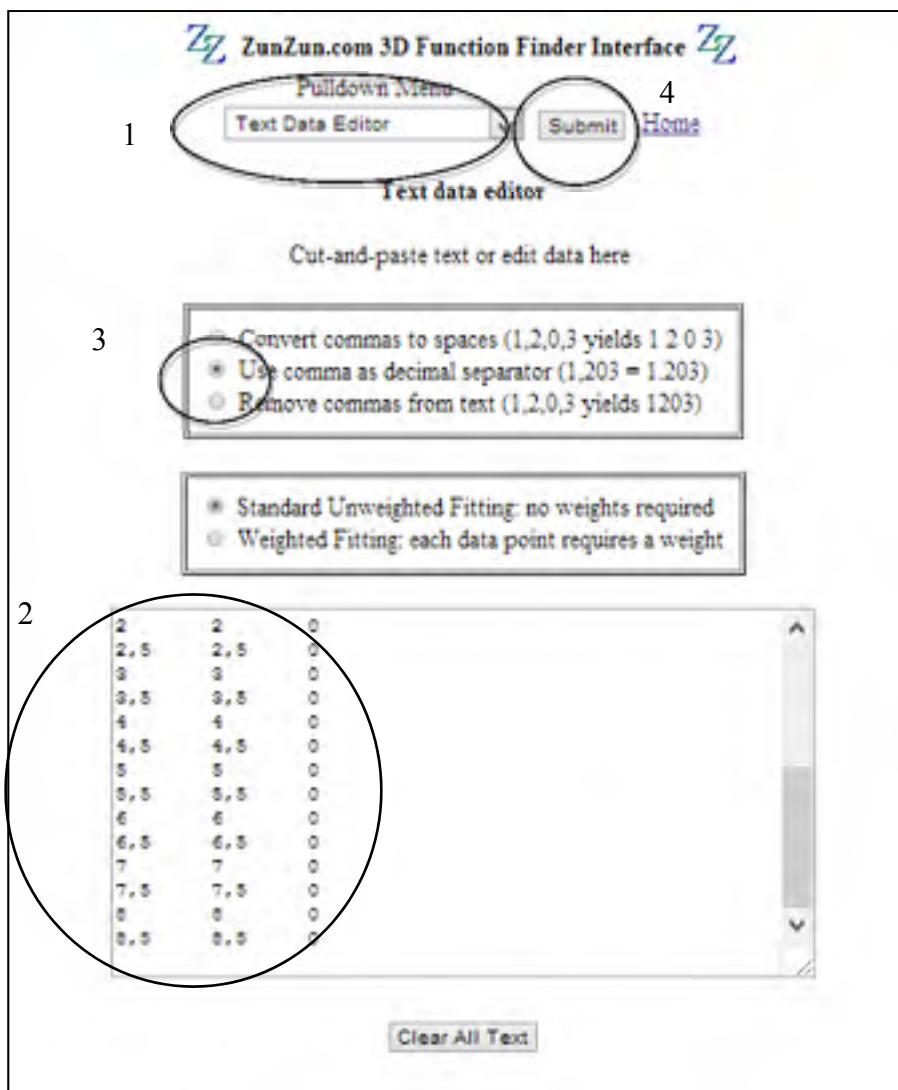 ZZ ZunZun.com 3D Function Finder Interface ZZ
Pulldown Menu
4
1
Text Data Editor
Submit
Home
Text data editor
Cut-and-paste text or edit data here
3
Convert commas to spaces (1,2,0,3 yields 1 2 0 3)
Use comma as decimal separator (1,203 = 1.203)
Remove commas from text (1,2,0,3 yields 1203)
Standard Unweighted Fitting: no weights required
Weighted Fitting: each data point requires a weight
2
2 2 0
2,5 2,5 0
3 3 0
3,5 3,5 0
4 4 0
4,5 4,5 0
5 5 0
5,5 5,5 0
6 6 0
6,5 6,5 0
7 7 0
7,5 7,5 0
8 8 0
8,5 8,5 0
Clear All Text